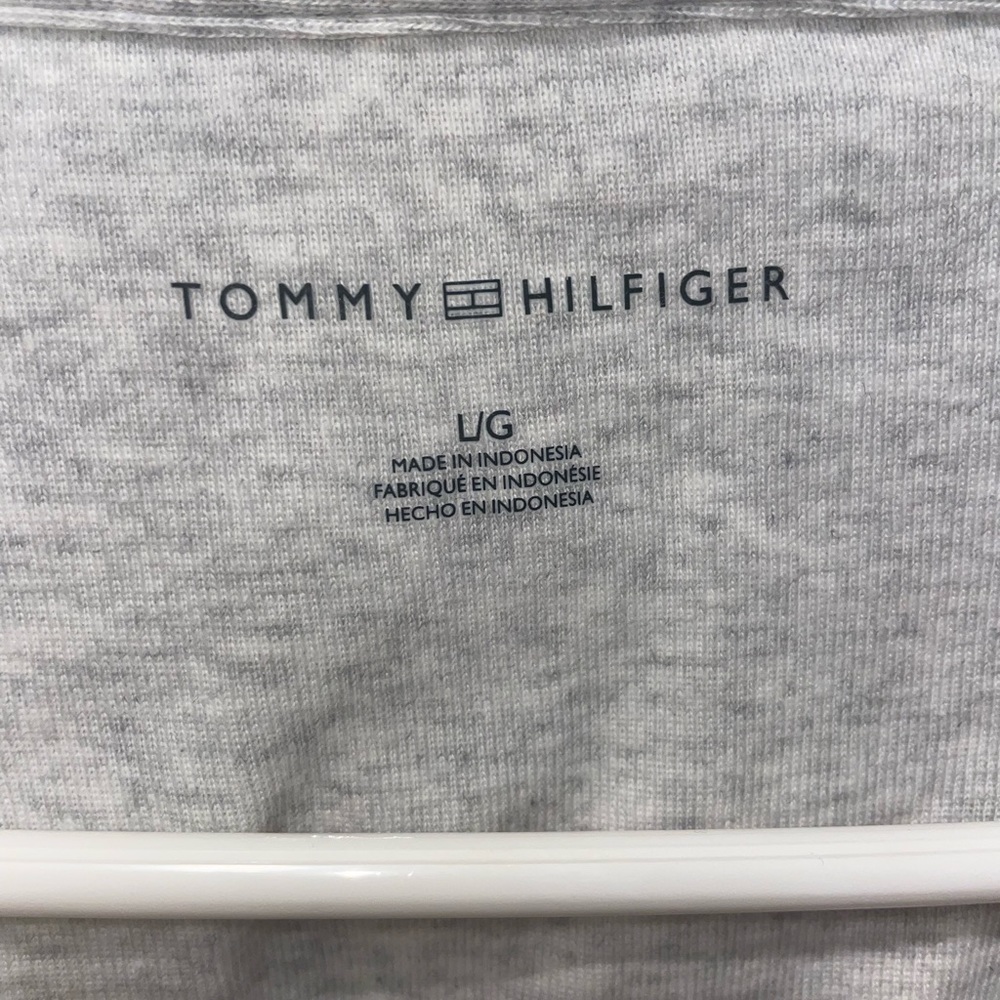 TOMMY HILFIGER
L/G
MADE IN INDONESIA
FABRIQUÉ EN INDONÉSIE
HECHO EN INDONESIA